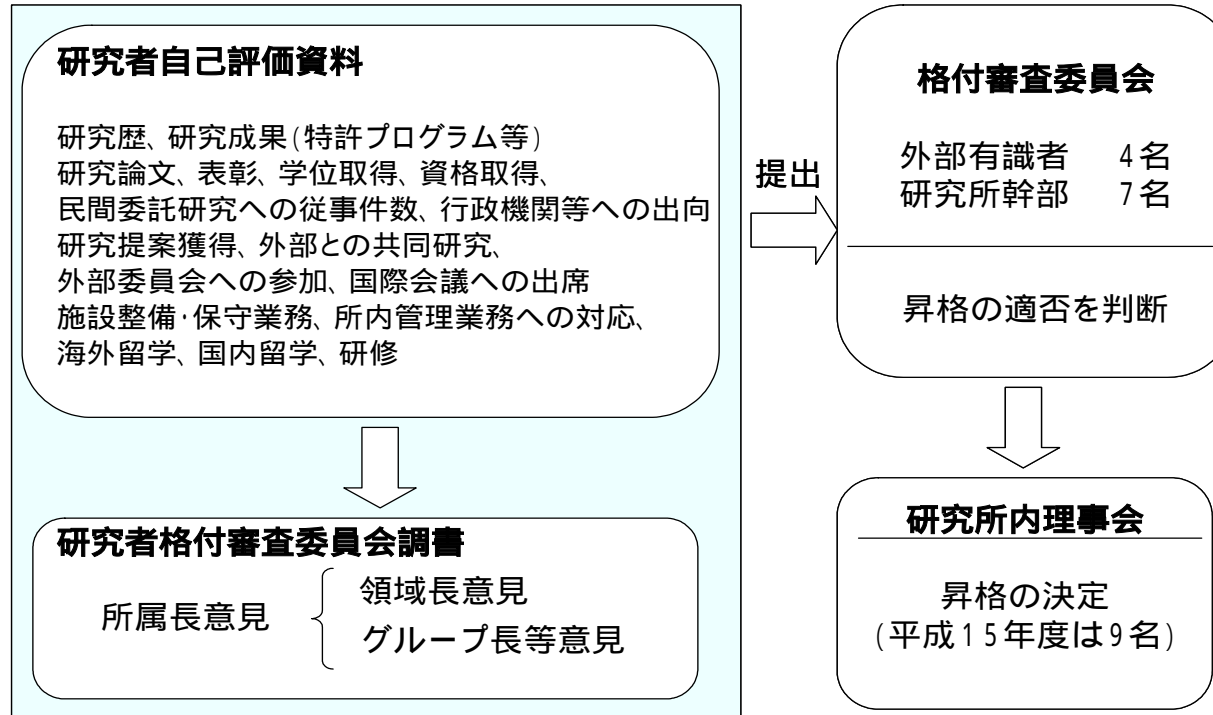 研究者自己評価資料
研究歴、研究成果(特許プログラム等)
研究論文、表彰、学位取得、資格取得、
民間委託研究への従事件数、行政機関等への出向
研究提案獲得、外部との共同研究、
外部委員会への参加、国際会議への出席
施設整備･保守業務、所内管理業務への対応、
海外留学、国内留学、研修
研究者格付審査委員会調書
所属長意見
領域長意見
グループ長等意見
提出
格付審査委員会
外部有識者 4名
研究所幹部 7名
昇格の適否を判断
研究所内理事会
昇格の決定
(平成15年度は9名)